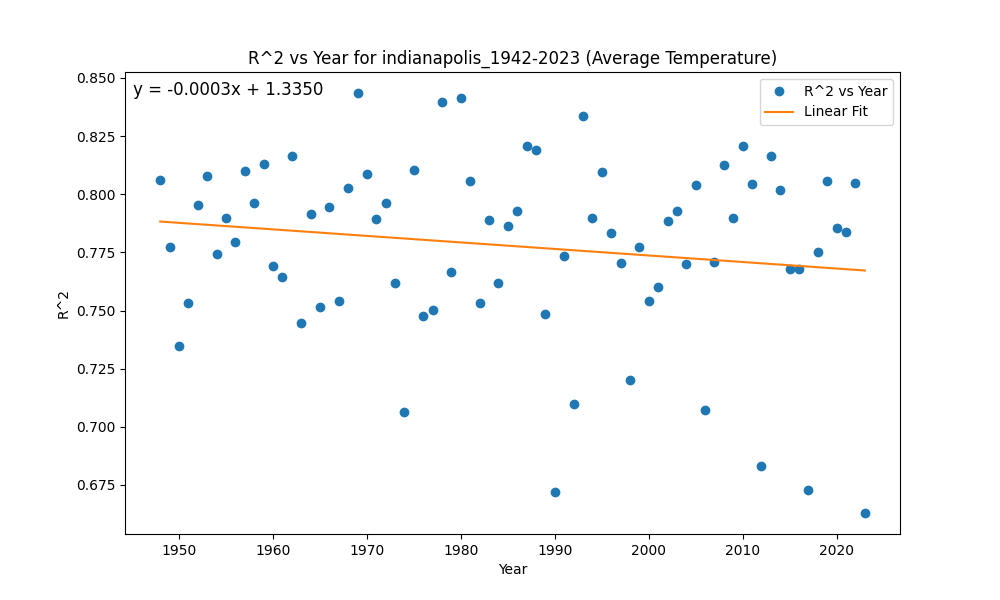 R^2 vs Year for indianapolis_1942-2023 (Average Temperature)
y = -0.0003x + 1.3350
R^2 vs Year
Linear Fit
0.850
0.825
0.800
0.775
0.750
0.725
0.700
0.675
R^2
1950 1960 1970 1980 1990 2000 2010 2020
Year